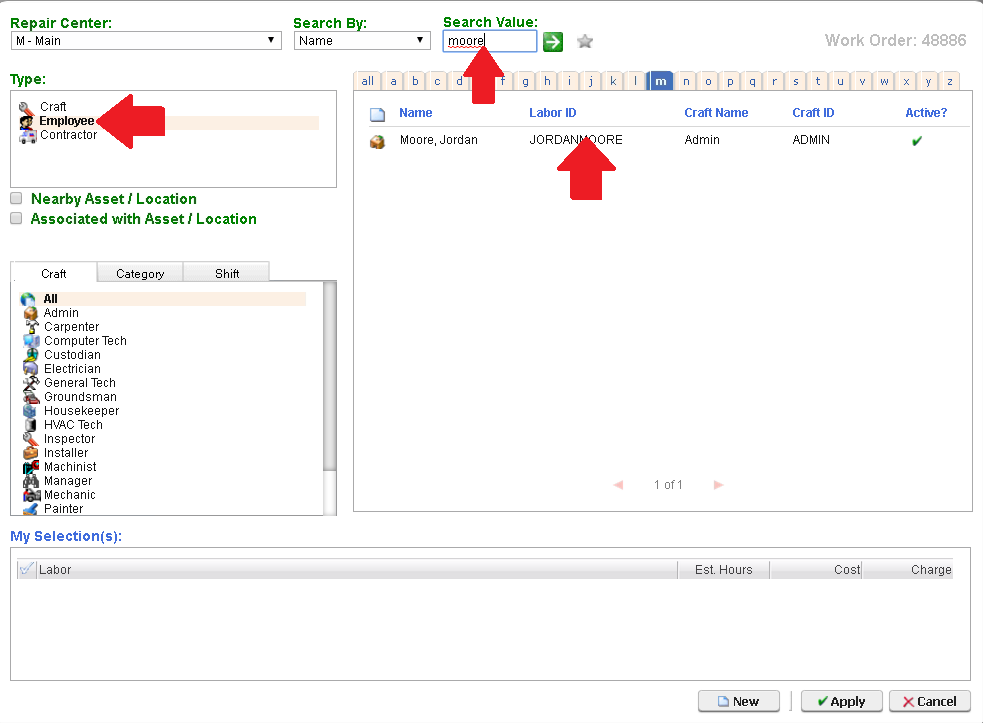 Repair Center: Search By: Search Value:
M - Main Name moore
Work Order: 48886
Type:
Craft
Employee
Contractor
Nearby Asset / Location
Associated with Asset / Location
all a b c d f g h i j k l m n o p q r s t u v w x y z
Name Labor ID Craft Name Craft ID Active?
Moore, Jordan JORDANMOORE Admin ADMIN
1 of 1
Craft Category Shift
All
Admin
Carpenter
Computer Tech
Custodian
Electrician
General Tech
Groundsman
Housekeeper
HVAC Tech
Inspector
Installer
Machinist
Manager
Mechanic
Painter
My Selection(s):
Labor Est. Hours Cost Charge
New Apply Cancel